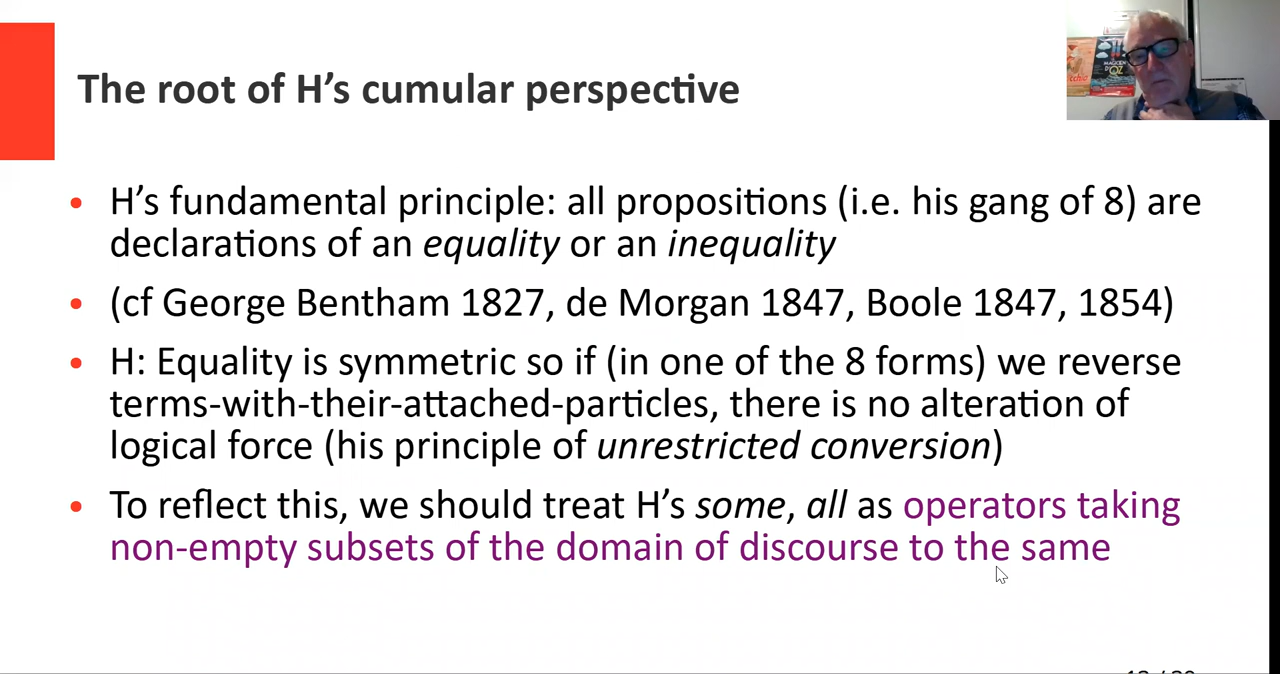 The root of H's cumular perspective
• H's fundamental principle: all propositions (i.e. his gang of 8) are
declarations of an equality or an inequality
• (cf George Bentham 1827, de Morgan 1847, Boole 1847, 1854)
• H: Equality is symmetric so if (in one of the 8 forms) we reverse
terms-with-their-attached-particles, there is no alteration of
logical force (his principle of unrestricted conversion)
• To reflect this, we should treat H's some, all as operators taking
non-empty subsets of the domain of discourse to the same